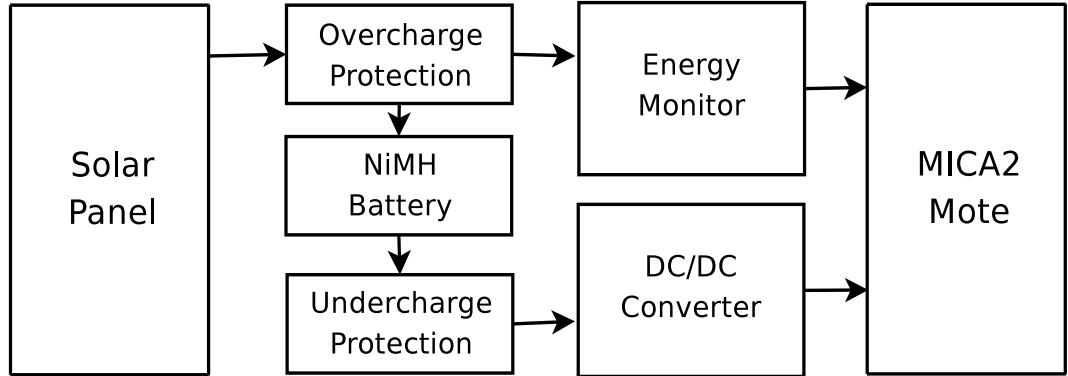 Solar
Panel
Overcharge
Protection
NiMH
Battery
Undercharge
Protection
Energy
Monitor
DC/DC
Converter
MICA2
Mote